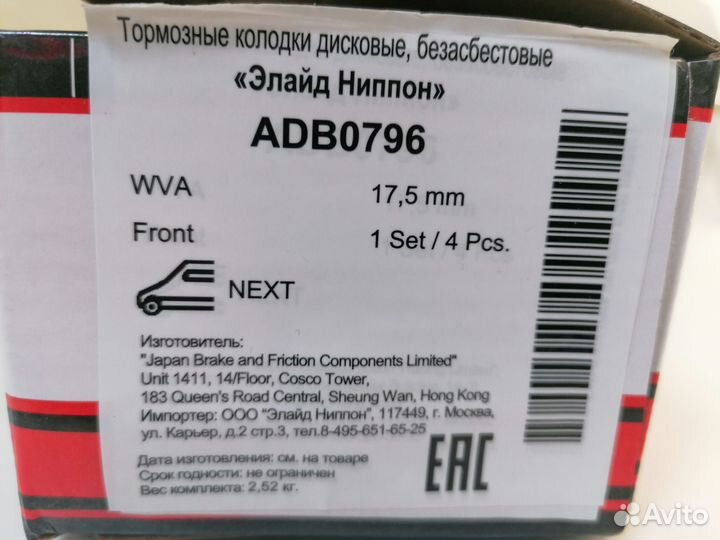 Тормозные колодки дисковые, безасбестовые
«Элайд Ниппон»
ADB0796
WVA 17,5 mm
Front 1 Set / 4 Pcs.
NEXT
Изготовитель:
"Japan Brake and Friction Components Limited"
Unit 1411, 14/Floor, Cosco Tower,
183 Queen's Road Central, Sheung Wan, Hong Kong
Импортер: ООО "Элайд Ниппон", 117449, г. Москва,
ул. Карьер, д.2 стр.3, тел.8-495-651-65-25
Дата изготовления: см. на товаре
Срок годности: не ограничен
Вес комплекта: 2,52 кг.
EAC
Avito